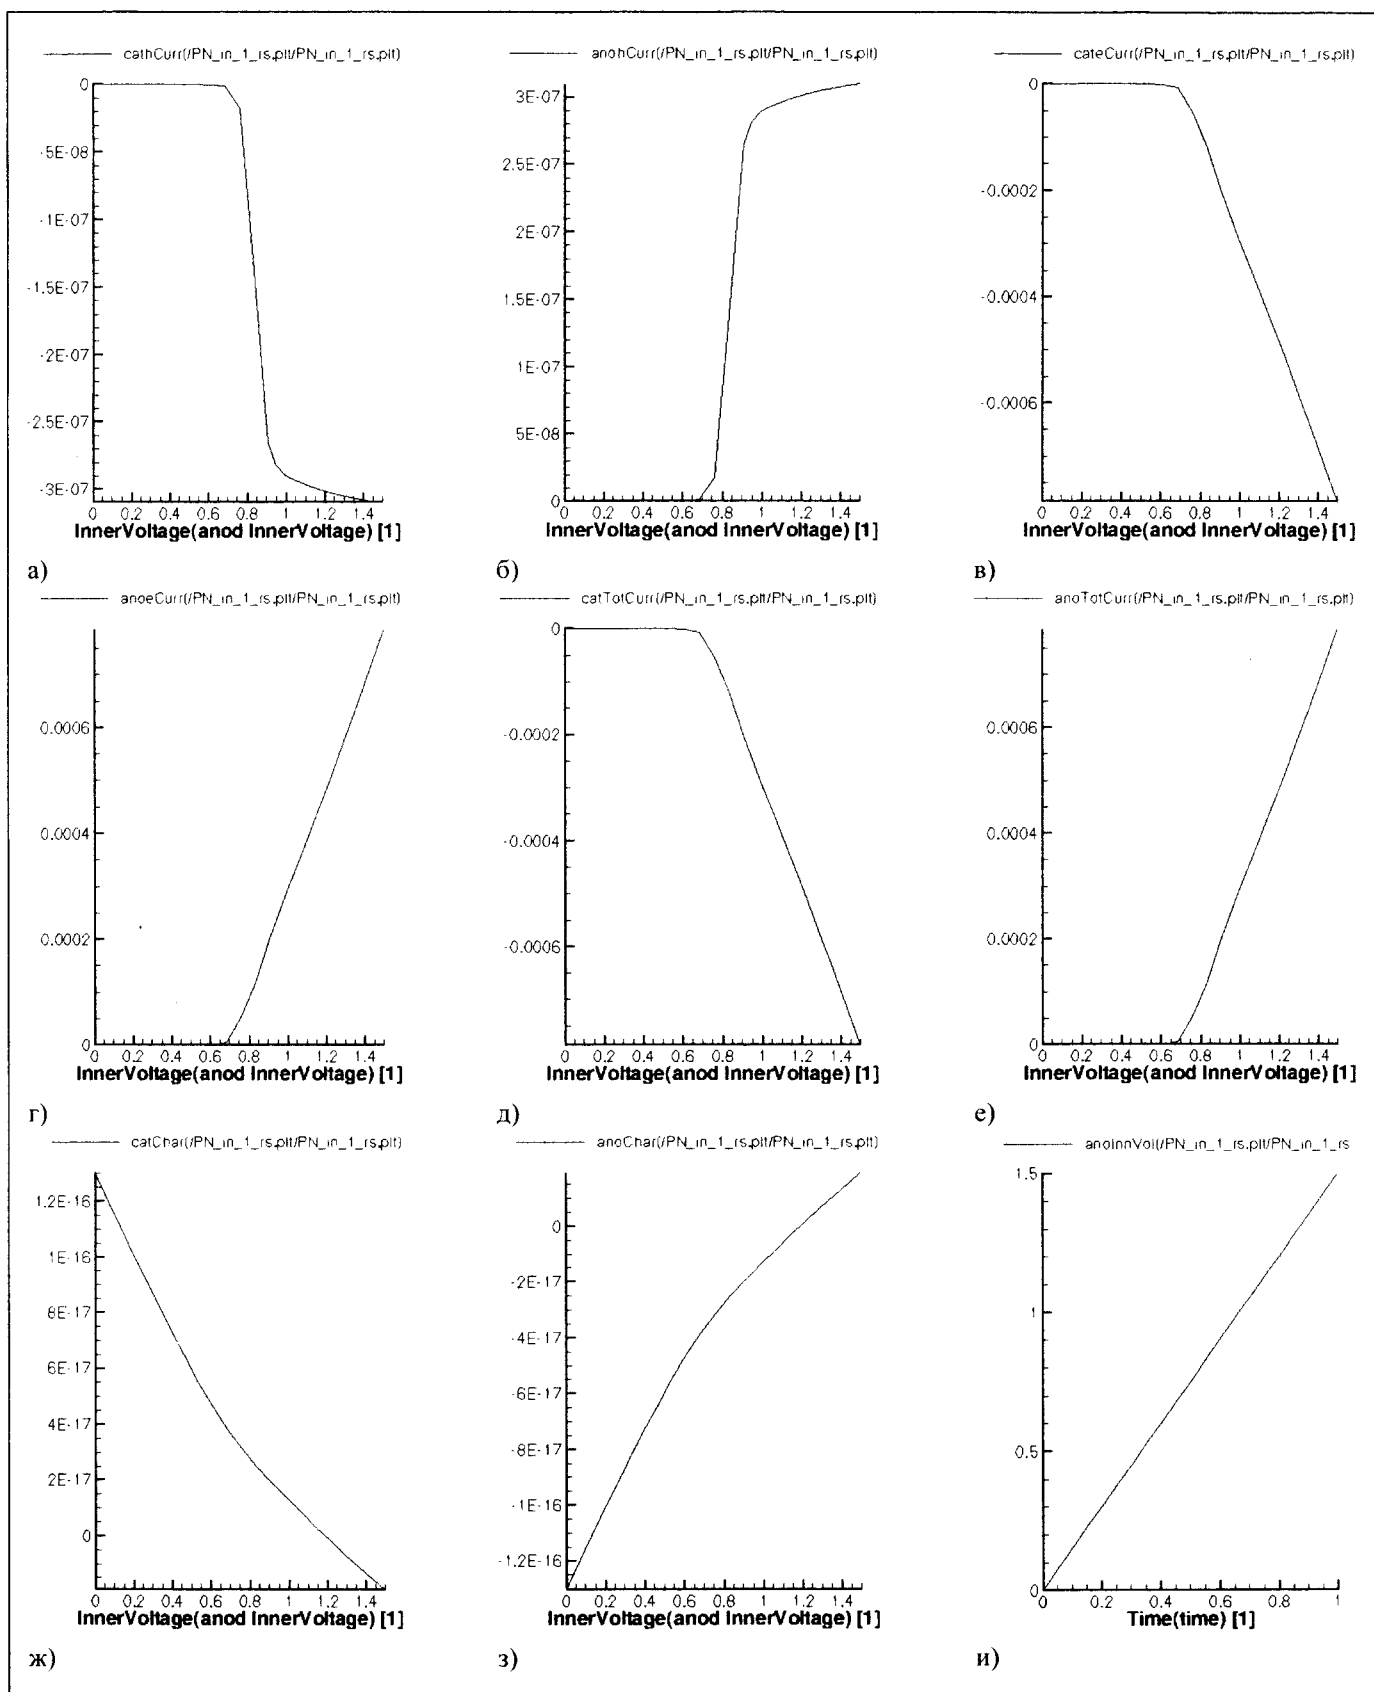 cathCurr(/PN_in_1_rs.plt/PN_in_1_rs.plt)
0
-5E-08
-1E-07
-1.5E-07
-2E-07
-2.5E-07
-3E-07
0 0.2 0.4 0.6 0.8 1 1.2 1.4
InnerVoltage(anod InnerVoltage) [1]
а)
anohCurr(/PN_in_1_rs.plt/PN_in_1_rs.plt)
3E-07
2.5E-07
2E-07
1.5E-07
1E-07
5E-08
0
0 0.2 0.4 0.6 0.8 1 1.2 1.4
InnerVoltage(anod InnerVoltage) [1]
б)
cateCurr(/PN_in_1_rs.plt/PN_in_1_rs.plt)
0
-0.0002
-0.0004
-0.0006
0 0.2 0.4 0.6 0.8 1 1.2 1.4
InnerVoltage(anod InnerVoltage) [1]
в)
anoeCurr(/PN_in_1_rs.plt/PN_in_1_rs.plt)
0.0006
0.0004
0.0002
0
0 0.2 0.4 0.6 0.8 1 1.2 1.4
InnerVoltage(anod InnerVoltage) [1]
г)
catTotCurr(/PN_in_1_rs.plt/PN_in_1_rs.plt)
0
-0.0002
-0.0004
-0.0006
0 0.2 0.4 0.6 0.8 1 1.2 1.4
InnerVoltage(anod InnerVoltage) [1]
д)
anoTotCurr(/PN_in_1_rs.plt/PN_in_1_rs.plt)
0.0006
0.0004
0.0002
0
0 0.2 0.4 0.6 0.8 1 1.2 1.4
InnerVoltage(anod InnerVoltage) [1]
е)
catChar(/PN_in_1_rs.plt/PN_in_1_rs.plt)
1.2E-16
1E-16
8E-17
6E-17
4E-17
2E-17
0
0 0.2 0.4 0.6 0.8 1 1.2 1.4
InnerVoltage(anod InnerVoltage) [1]
ж)
anoChar(/PN_in_1_rs.plt/PN_in_1_rs.plt)
0
-2E-17
-4E-17
-6E-17
-8E-17
-1E-16
-1.2E-16
0 0.2 0.4 0.6 0.8 1 1.2 1.4
InnerVoltage(anod InnerVoltage) [1]
з)
anoInnVol(/PN_in_1_rs.plt/PN_in_1_rs
1.5
1
0.5
0
0.2 0.4 0.6 0.8 1
Time(time) [1]
и)